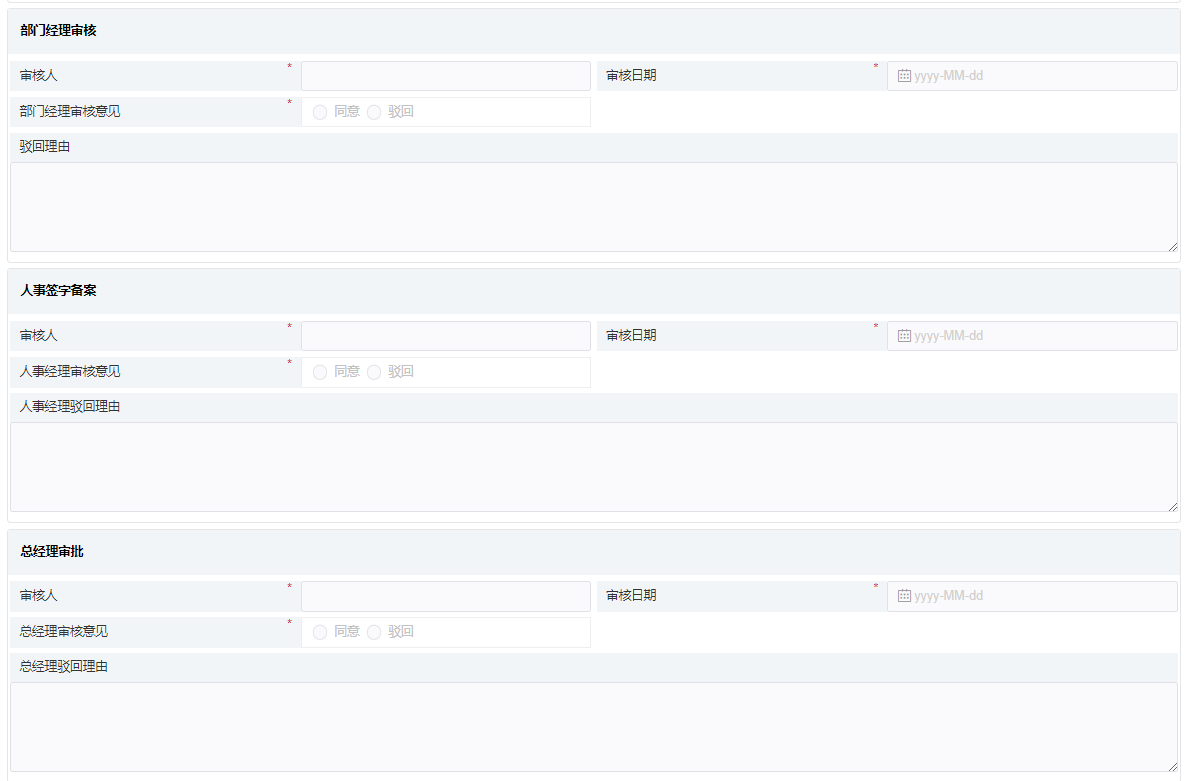 部门经理审核
审核人 * 审核日期 * yyyy-MM-dd
部门经理审核意见 * 同意 驳回
驳回理由
人事签字备案
审核人 * 审核日期 * yyyy-MM-dd
人事经理审核意见 * 同意 驳回
人事经理驳回理由
总经理审批
审核人 * 审核日期 * yyyy-MM-dd
总经理审核意见 * 同意 驳回
总经理驳回理由